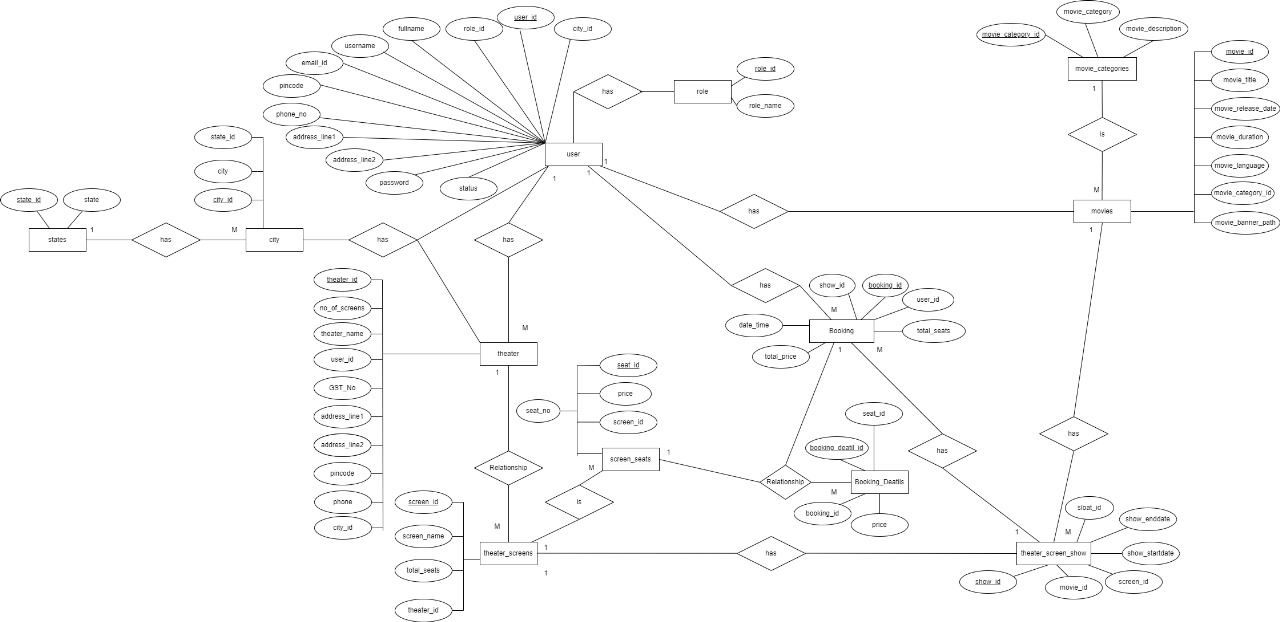 movie_category
user_id
fullname
role_id
city_id
movie_category_id
movie_description
username
movie_id
email_id
role_id
movie_categories
pincode
has
role
movie_title
1
role_name
movie_release_date
phone_no
address_line1
state_id
is
movie_duration
address_line2
user
1
city
movie_language
password
status
1
1
M
movie_category_id
state_id
state
city_id
has
movies
movie_banner_path
1
M
1
states
has
city
has
has
theater_id
has
show_id
booking_id
user_id
no_of_screens
M
date_time
Booking
total_seats
theater_name
M
theater
total_price
1
M
user_id
1
seat_id
GST_No
price
seat_no
seat_id
address_line1
screen_id
has
address_line2
booking_deatil_id
has
screen_seats
1
M
Relationship
pincode
Relationship
Booking_Deatils
M
screen_id
phone
is
sloat_id
booking_id
show_enddate
city_id
M
price
1
M
screen_name
theater_screens
1
has
theater_screen_show
show_startdate
total_seats
1
show_id
movie_id
screen_id
theater_id